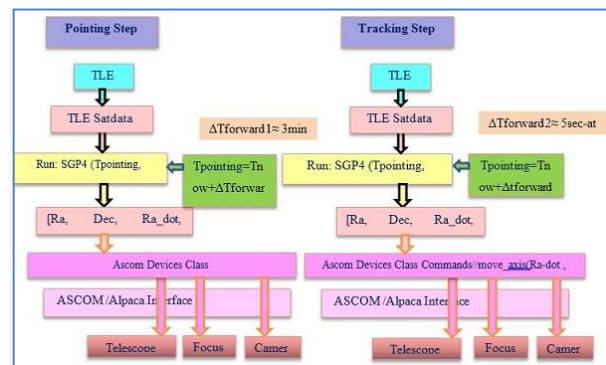 Pointing Step
TLE
TLE Satdata
ΔTforward1≈ 3min
Run: SGP4 (Tpointing,
Tpointing=Tn
ow+ΔTforwar
[Ra, Dec, Ra_dot,
Ascom Devices Class
ASCOM /Alpaca Interface
Telescope
Focus
Camer
Tracking Step
TLE
TLE Satdata
ΔTforward2≈ 5sec-at
Run: SGP4 (Tpointing,
Tpointing=Tn
ow+Δtforward
[Ra, Dec, Ra_dot,
Ascom Devices Class Commands//move_axis(Ra-dot ,
ASCOM /Alpaca Interface
Telescope
Focus
Camer